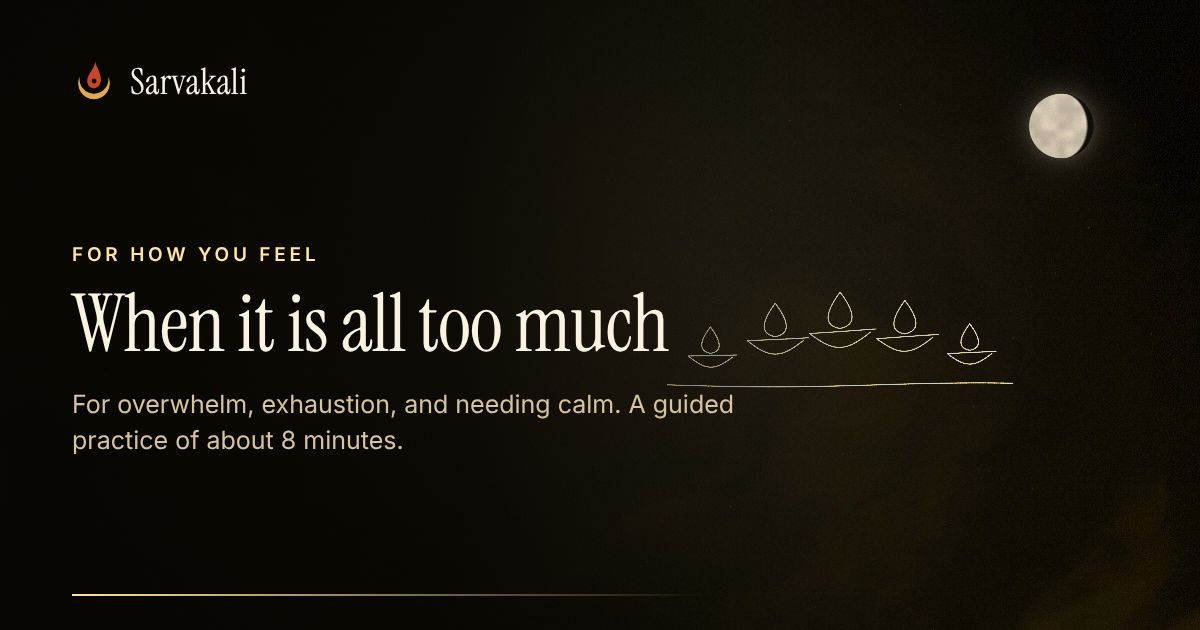 Sarvakali
FOR HOW YOU FEEL
When it is all too much
For overwhelm, exhaustion, and needing calm. A guided
practice of about 8 minutes.